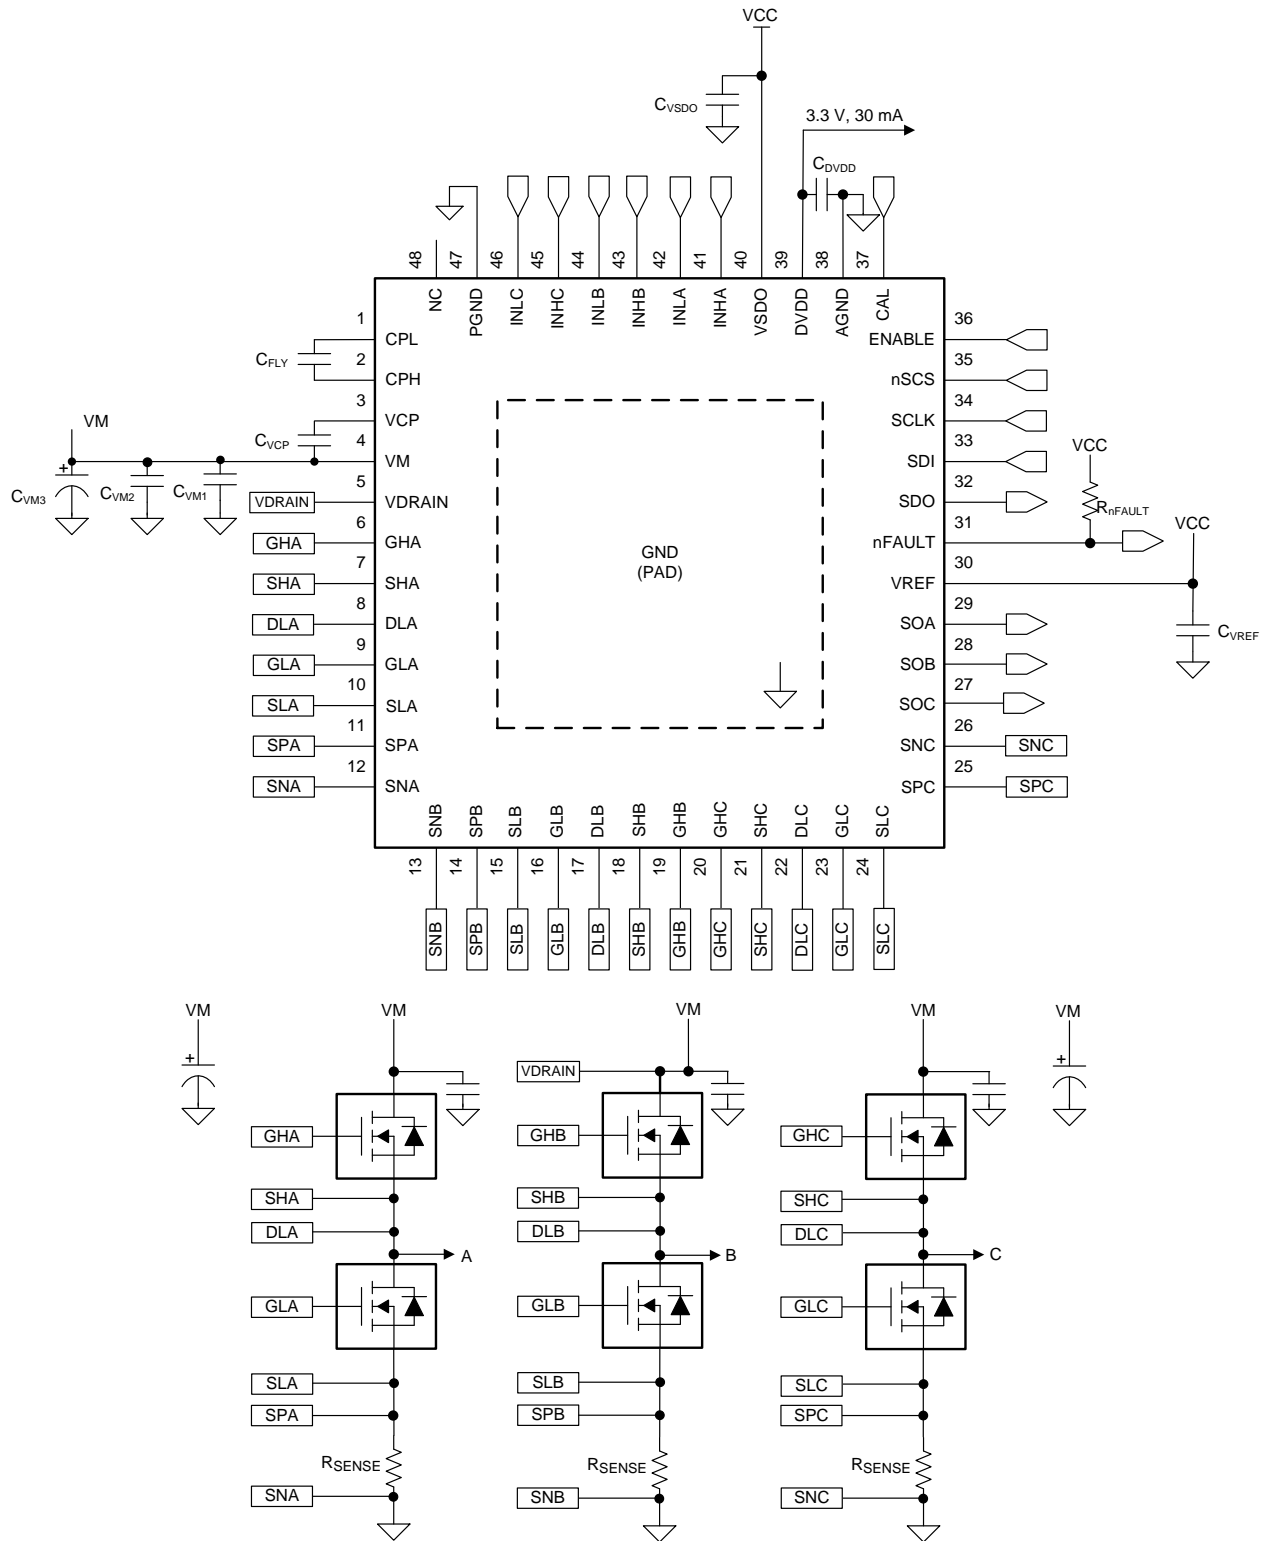 VCC
CVSDO
3.3 V, 30 mA
CDVDD
48 47 46 45 44 43 42 41 40 39 38 37
NC PGND INLC INHC INLB INHB INLA INHA VSDO DVDD AGND CAL
1 CPL
CFLY
2 CPH
3 VCP
CVCP
VM
4 VM
CVM3 CVM2 CVM1
VDRAIN 5 VDRAIN
GHA 6 GHA
SHA 7 SHA
DLA 8 DLA
GLA 9 GLA
SLA 10 SLA
SPA 11 SPA
SNA 12 SNA
GND
(PAD)
ENABLE 36
nSCS 35
SCLK 34
SDI 33
SDO 32
VCC
RnFAULT
nFAULT 31
VCC
VREF 30
CVREF
SOA 29
SOB 28
SOC 27
SNC 26 SNC
SPC 25 SPC
SNB SPB SLB GLB DLB SHB GHB GHC SHC DLC GLC SLC
13 14 15 16 17 18 19 20 21 22 23 24
SNB SPB SLB GLB DLB SHB GHB GHC SHC DLC GLC SLC
VM
+
VM
GHA
SHA
DLA
A
GLA
SLA
SPA
RSENSE
SNA
VM
VDRAIN
GHB
SHB
DLB
B
GLB
SLB
SPB
RSENSE
SNB
VM
GHC
SHC
DLC
C
GLC
SLC
SPC
RSENSE
SNC
VM
+